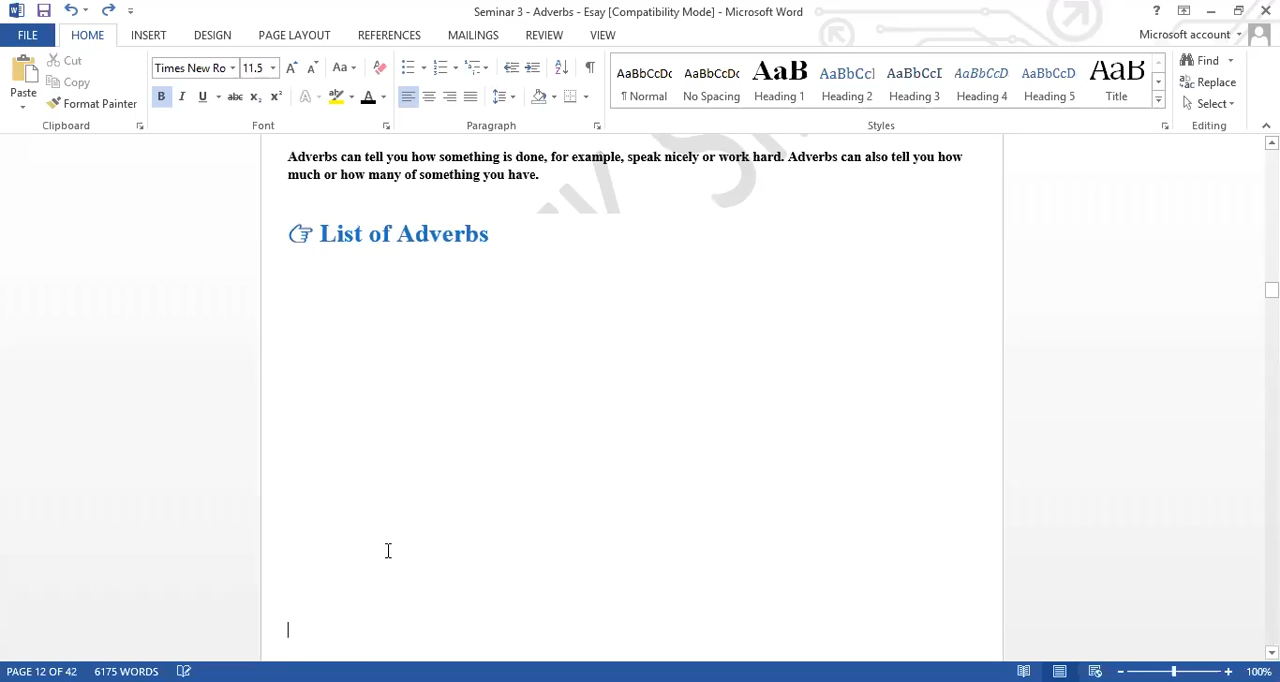 Seminar 3 - Adverbs - Esay [Compatibility Mode] - Microsoft Word
?
FILE HOME INSERT DESIGN PAGE LAYOUT REFERENCES MAILINGS REVIEW VIEW Microsoft account
Paste
Cut
Copy
Format Painter
Clipboard
Times New Ro 11.5 Aa
B I U abc X₂ X² A A
Font
Paragraph
AaBbCcDc AaBbCcDc AaB AaBbCcI AaBbCcI AaBbCcD AaBbCcD AaB
¶ Normal No Spacing Heading 1 Heading 2 Heading 3 Heading 4 Heading 5 Title
Styles
Find
Replace
Select
Editing
Adverbs can tell you how something is done, for example, speak nicely or work hard. Adverbs can also tell you how
much or how many of something you have.
List of Adverbs
PAGE 12 OF 42 6175 WORDS 100%